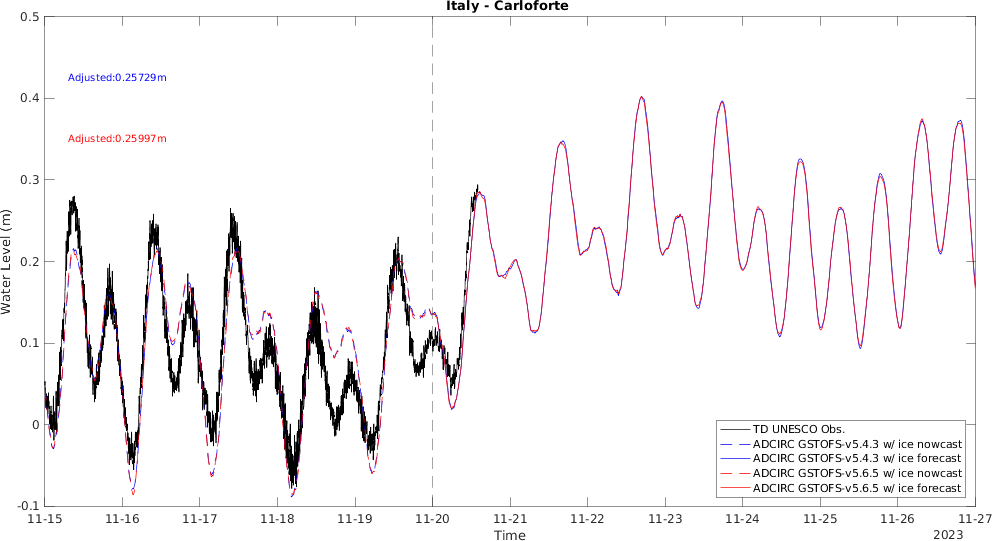 Italy - Carloforte
0.5
0.4
0.3
0.2
0.1
0
-0.1
Water Level (m)
Adjusted:0.25729m
Adjusted:0.25997m
TD UNESCO Obs.
ADCIRC GSTOFS-v5.4.3 w/ ice nowcast
ADCIRC GSTOFS-v5.4.3 w/ ice forecast
ADCIRC GSTOFS-v5.6.5 w/ ice nowcast
ADCIRC GSTOFS-v5.6.5 w/ ice forecast
11-15 11-16 11-17 11-18 11-19 11-20 11-21 11-22 11-23 11-24 11-25 11-26 11-27
Time
2023